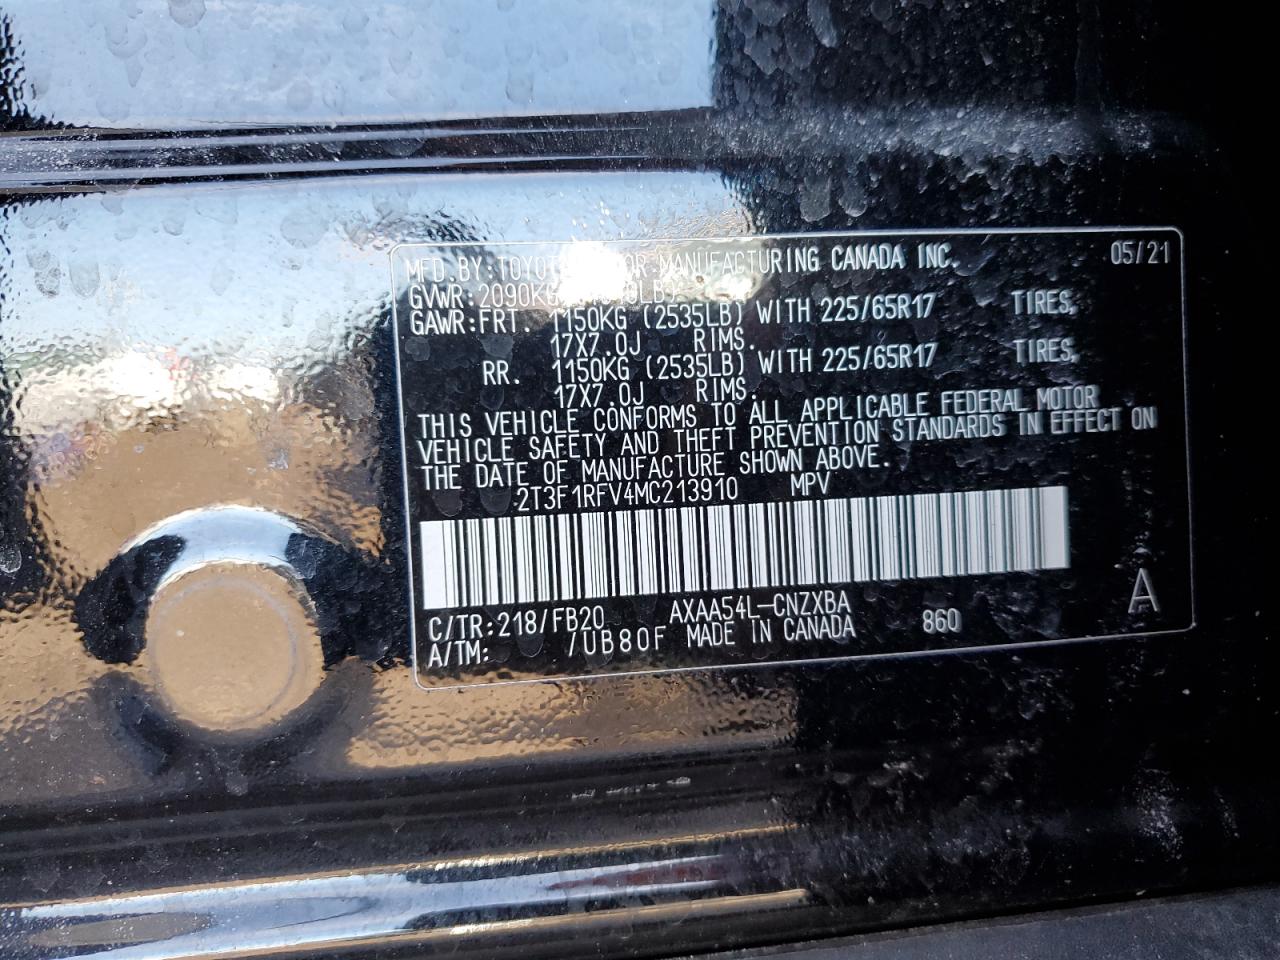 MFD.BY: MANUFACTURING CANADA INC. 05/21
GVWR:
GAWR:FRT. 1150KG (2535LB) WITH 225/65R17 TIRES,
17X7.0J RIMS.
RR. 1150KG (2535LB) WITH 225/65R17 TIRES,
17X7.0J RIMS.
THIS VEHICLE CONFORMS TO ALL APPLICABLE FEDERAL MOTOR
VEHICLE SAFETY AND THEFT PREVENTION STANDARDS IN EFFECT ON
THE DATE OF MANUFACTURE SHOWN ABOVE.
2T3F1RFV4MC213910 MPV
C/TR:218/FB20 AXAA54L-CNZXBA 860 A
A/TM: /UB80F MADE IN CANADA